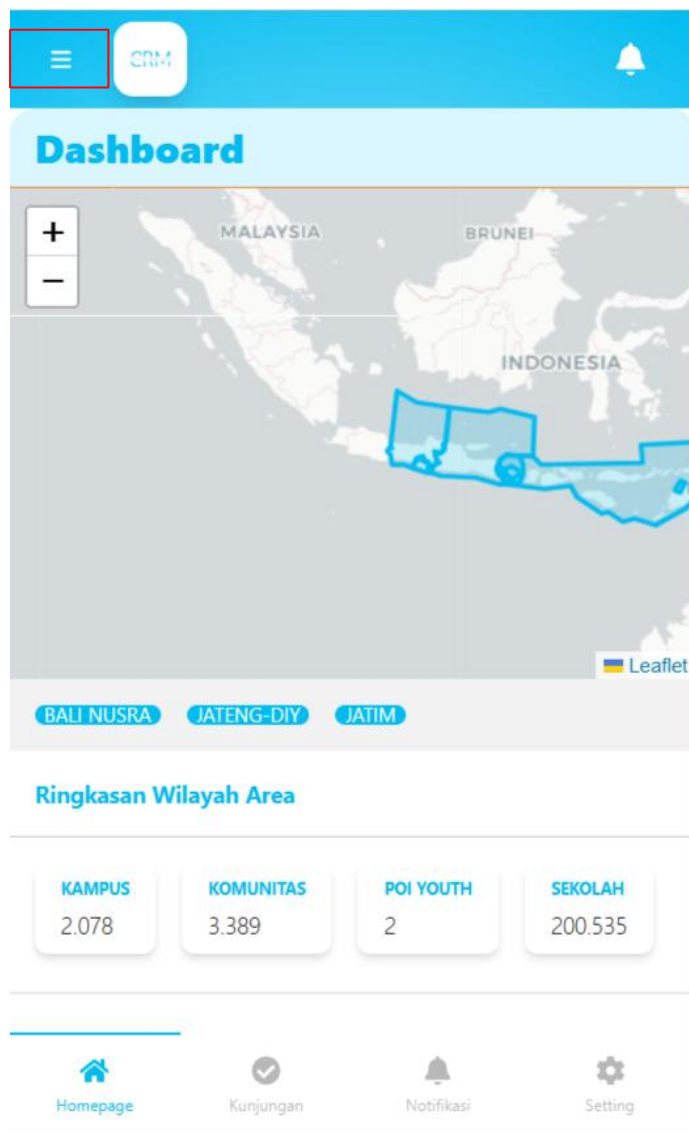 CRM
Dashboard
+
−
MALAYSIA
BRUNEI
INDONESIA
Leaflet
BALI NUSRA JATENG-DIY JATIM
Ringkasan Wilayah Area
KAMPUS KOMUNITAS POI YOUTH SEKOLAH
2.078 3.389 2 200.535
Homepage Kunjungan Notifikasi Setting